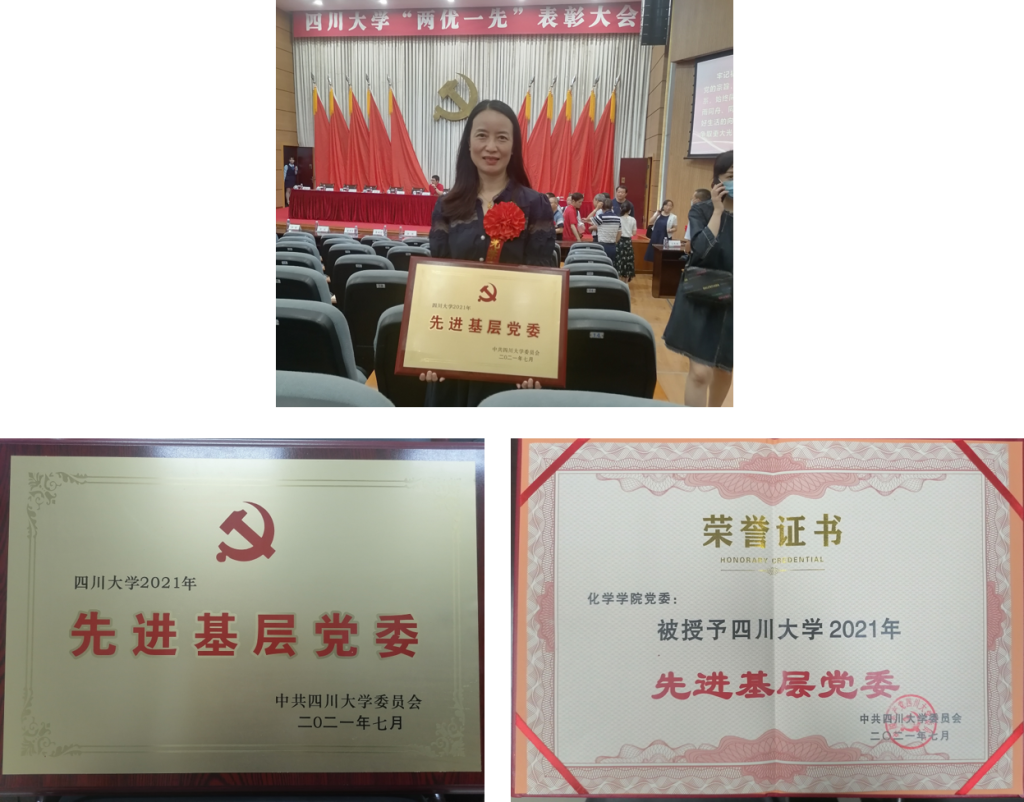 四川大学“两优一先”表彰大会
四川大学2021年
先进基层党委
中共四川大学委员会
二〇二一年七月
四川大学2021年
先进基层党委
中共四川大学委员会
二〇二一年七月
荣誉证书
HONORARY CREDENTIAL
化学学院党委：
被授予四川大学2021年
先进基层党委
中共四川大学委员会
二〇二一年七月